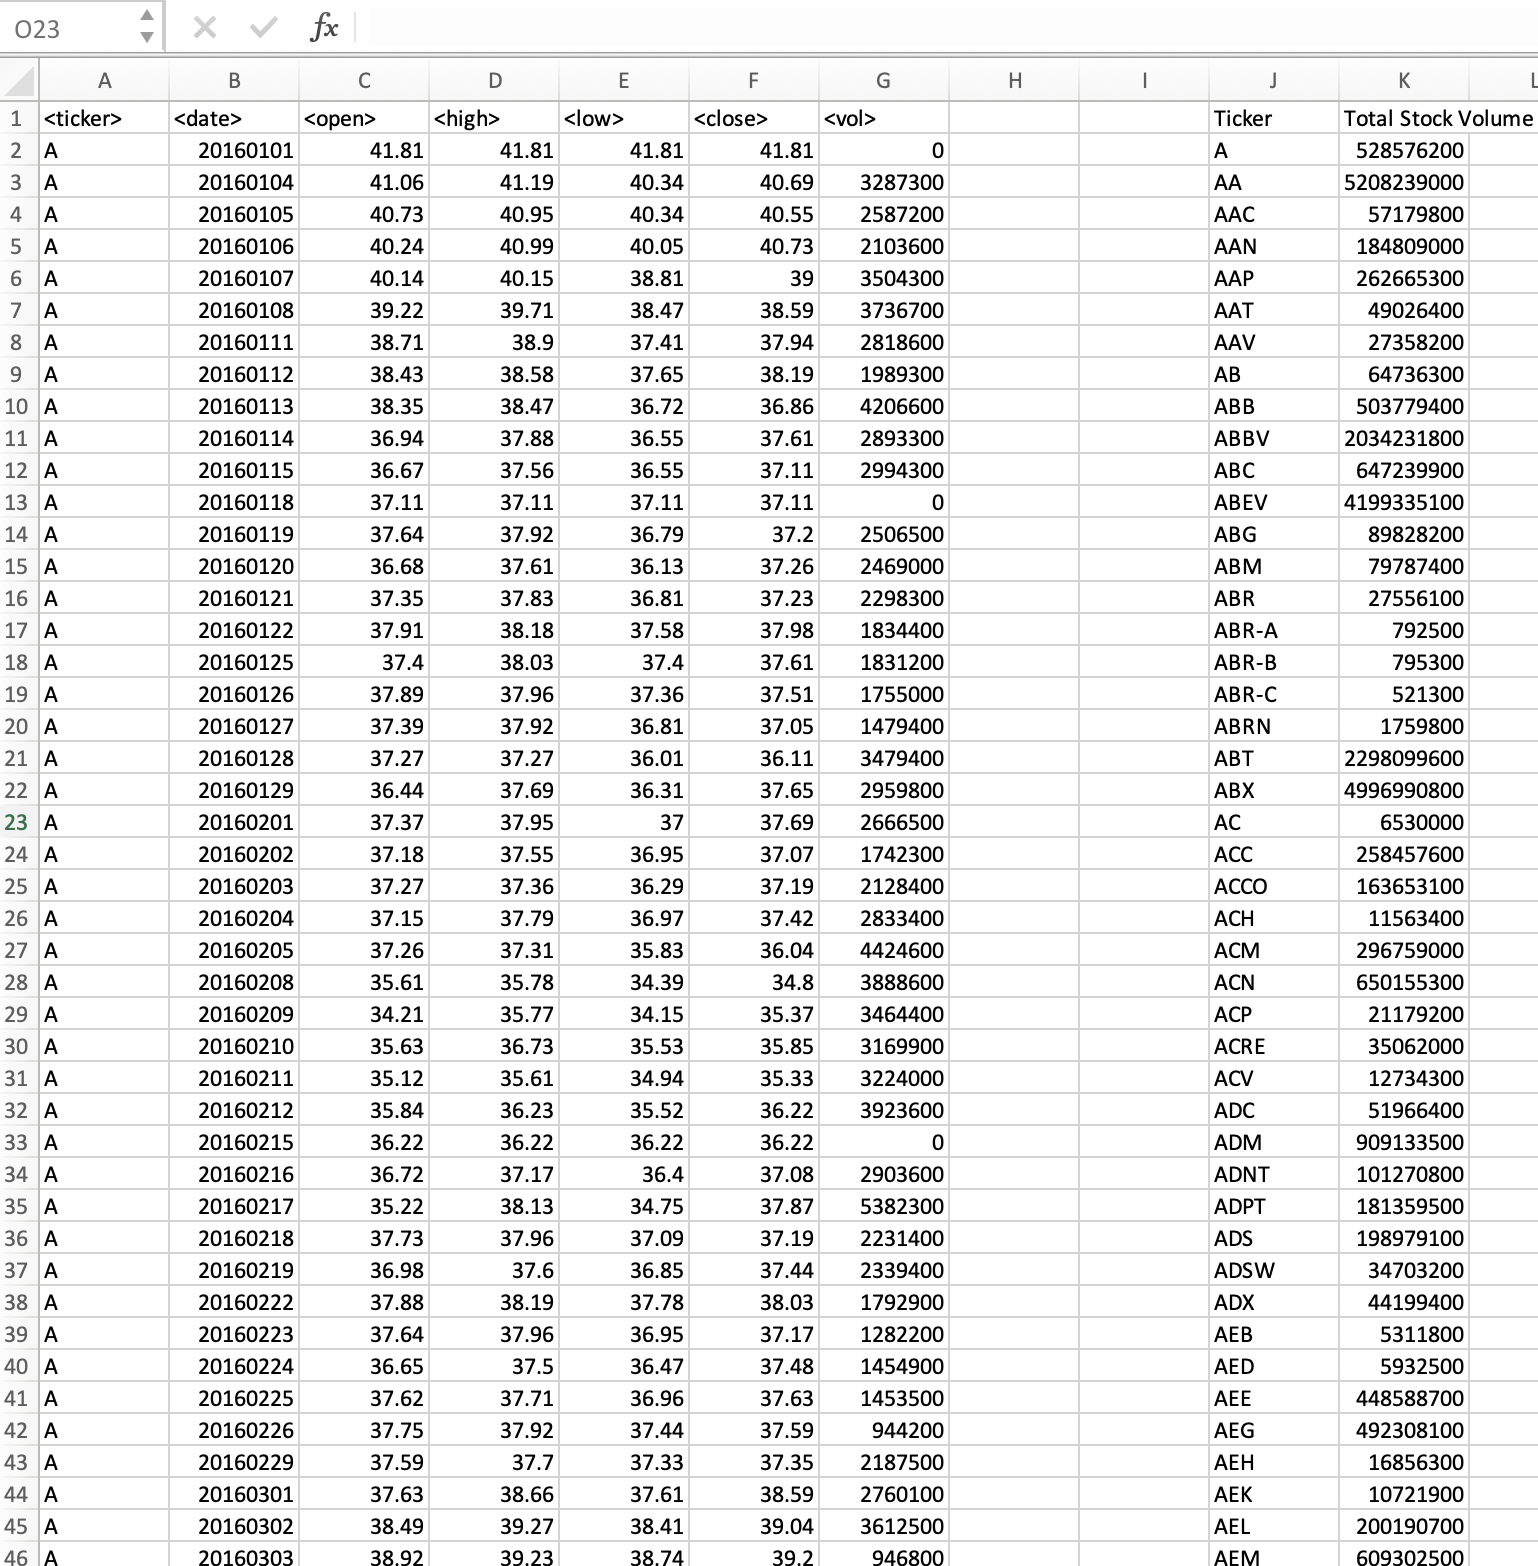 O23 fx
A B C D E F G H I J K L
1 <ticker> <date> <open> <high> <low> <close> <vol> Ticker Total Stock Volume
2 A 20160101 41.81 41.81 41.81 41.81 0 A 528576200
3 A 20160104 41.06 41.19 40.34 40.69 3287300 AA 5208239000
4 A 20160105 40.73 40.95 40.34 40.55 2587200 AAC 57179800
5 A 20160106 40.24 40.99 40.05 40.73 2103600 AAN 184809000
6 A 20160107 40.14 40.15 38.81 39 3504300 AAP 262665300
7 A 20160108 39.22 39.71 38.47 38.59 3736700 AAT 49026400
8 A 20160111 38.71 38.9 37.41 37.94 2818600 AAV 27358200
9 A 20160112 38.43 38.58 37.65 38.19 1989300 AB 64736300
10 A 20160113 38.35 38.47 36.72 36.86 4206600 ABB 503779400
11 A 20160114 36.94 37.88 36.55 37.61 2893300 ABBV 2034231800
12 A 20160115 36.67 37.56 36.55 37.11 2994300 ABC 647239900
13 A 20160118 37.11 37.11 37.11 37.11 0 ABEV 4199335100
14 A 20160119 37.64 37.92 36.79 37.2 2506500 ABG 89828200
15 A 20160120 36.68 37.61 36.13 37.26 2469000 ABM 79787400
16 A 20160121 37.35 37.83 36.81 37.23 2298300 ABR 27556100
17 A 20160122 37.91 38.18 37.58 37.98 1834400 ABR-A 792500
18 A 20160125 37.4 38.03 37.4 37.61 1831200 ABR-B 795300
19 A 20160126 37.89 37.96 37.36 37.51 1755000 ABR-C 521300
20 A 20160127 37.39 37.92 36.81 37.05 1479400 ABRN 1759800
21 A 20160128 37.27 37.27 36.01 36.11 3479400 ABT 2298099600
22 A 20160129 36.44 37.69 36.31 37.65 2959800 ABX 4996990800
23 A 20160201 37.37 37.95 37 37.69 2666500 AC 6530000
24 A 20160202 37.18 37.55 36.95 37.07 1742300 ACC 258457600
25 A 20160203 37.27 37.36 36.29 37.19 2128400 ACCO 163653100
26 A 20160204 37.15 37.79 36.97 37.42 2833400 ACH 11563400
27 A 20160205 37.26 37.31 35.83 36.04 4424600 ACM 296759000
28 A 20160208 35.61 35.78 34.39 34.8 3888600 ACN 650155300
29 A 20160209 34.21 35.77 34.15 35.37 3464400 ACP 21179200
30 A 20160210 35.63 36.73 35.53 35.85 3169900 ACRE 35062000
31 A 20160211 35.12 35.61 34.94 35.33 3224000 ACV 12734300
32 A 20160212 35.84 36.23 35.52 36.22 3923600 ADC 51966400
33 A 20160215 36.22 36.22 36.22 36.22 0 ADM 909133500
34 A 20160216 36.72 37.17 36.4 37.08 2903600 ADNT 101270800
35 A 20160217 35.22 38.13 34.75 37.87 5382300 ADPT 181359500
36 A 20160218 37.73 37.96 37.09 37.19 2231400 ADS 198979100
37 A 20160219 36.98 37.6 36.85 37.44 2339400 ADSW 34703200
38 A 20160222 37.88 38.19 37.78 38.03 1792900 ADX 44199400
39 A 20160223 37.64 37.96 36.95 37.17 1282200 AEB 5311800
40 A 20160224 36.65 37.5 36.47 37.48 1454900 AED 5932500
41 A 20160225 37.62 37.71 36.96 37.63 1453500 AEE 448588700
42 A 20160226 37.75 37.92 37.44 37.59 944200 AEG 492308100
43 A 20160229 37.59 37.7 37.33 37.35 2187500 AEH 16856300
44 A 20160301 37.63 38.66 37.61 38.59 2760100 AEK 10721900
45 A 20160302 38.49 39.27 38.41 39.04 3612500 AEL 200190700
46 A 20160303 38.92 39.23 38.74 39.2 946800 AEM 609302500